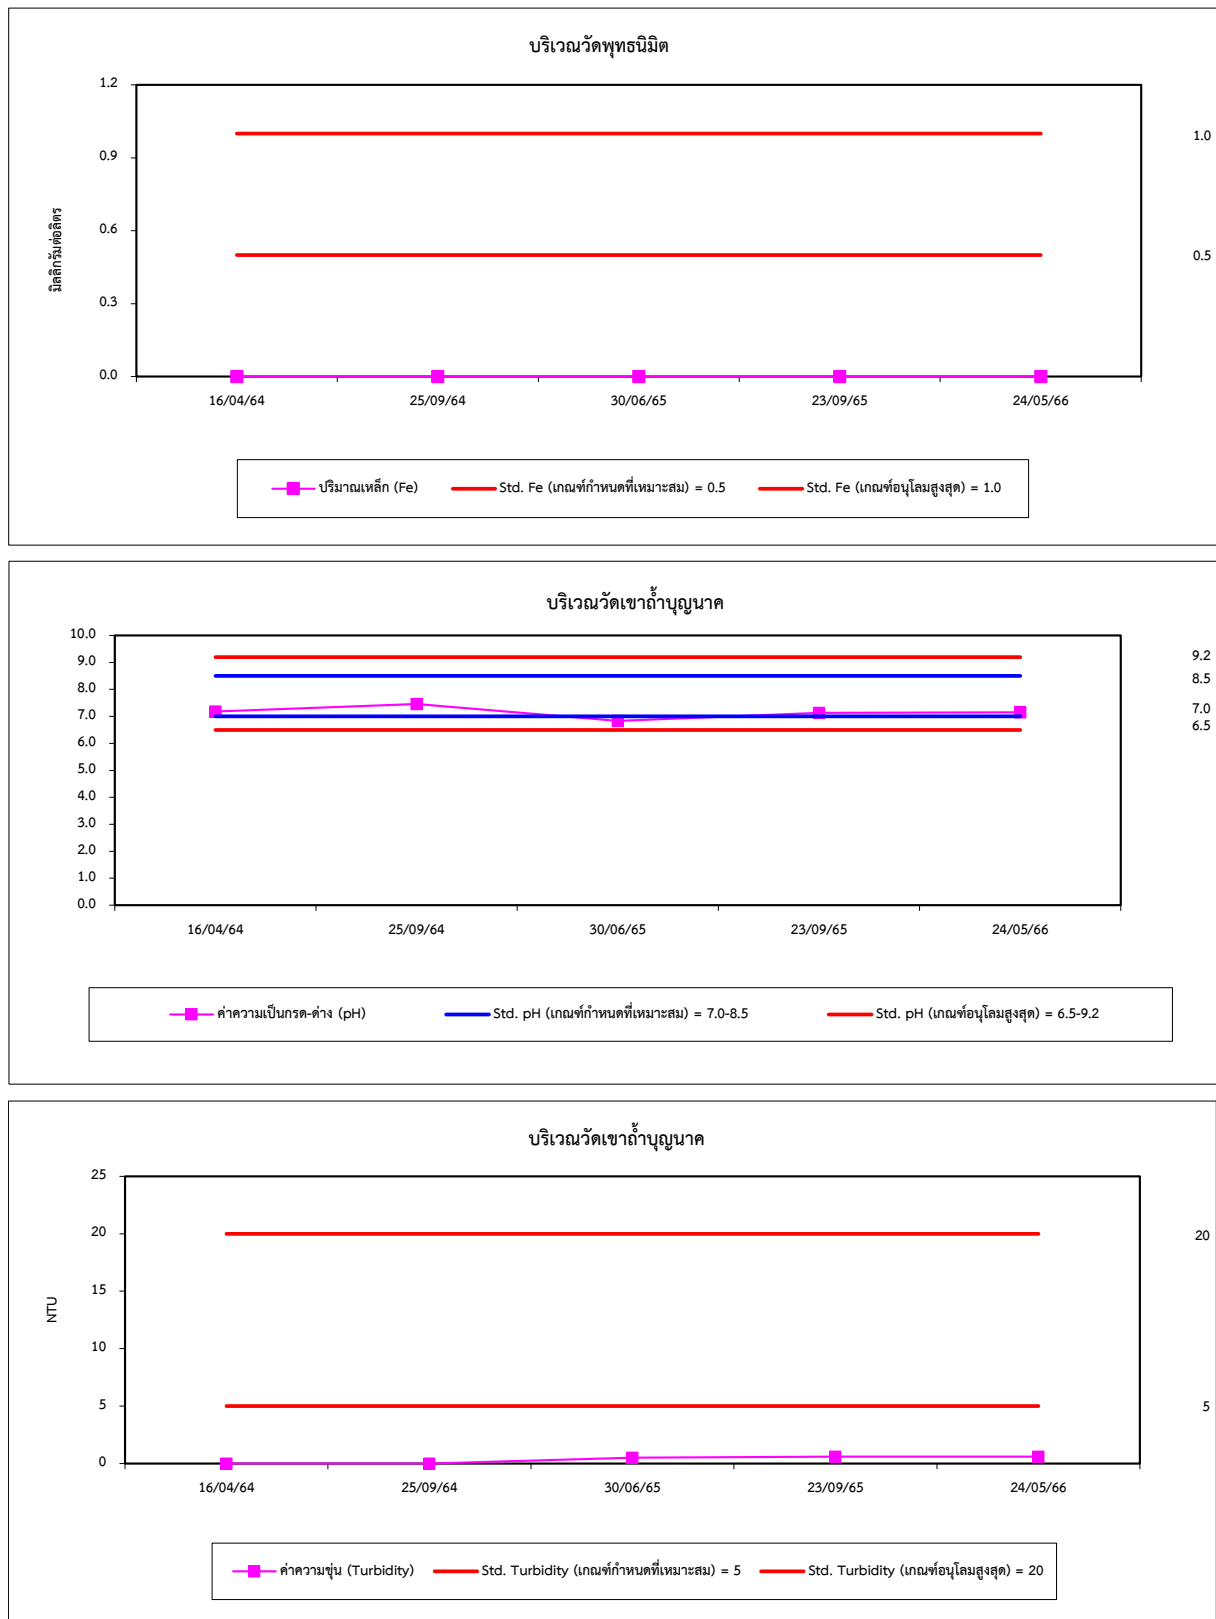 บริเวณวัดพุทธนิมิต
1.2
0.9
0.6
0.3
0.0
มิลลิกรัมต่อลิตร
1.0
0.5
16/04/64 25/09/64 30/06/65 23/09/65 24/05/66
ปริมาณเหล็ก (Fe) Std. Fe (เกณฑ์กำหนดที่เหมาะสม) = 0.5 Std. Fe (เกณฑ์อนุโลมสูงสุด) = 1.0
บริเวณวัดเขาถ้ำบุญนาค
10.0
9.0
8.0
7.0
6.0
5.0
4.0
3.0
2.0
1.0
0.0
9.2
8.5
7.0
6.5
16/04/64 25/09/64 30/06/65 23/09/65 24/05/66
ค่าความเป็นกรด-ด่าง (pH) Std. pH (เกณฑ์กำหนดที่เหมาะสม) = 7.0-8.5 Std. pH (เกณฑ์อนุโลมสูงสุด) = 6.5-9.2
บริเวณวัดเขาถ้ำบุญนาค
25
20
15
10
5
0
NTU
20
5
16/04/64 25/09/64 30/06/65 23/09/65 24/05/66
ค่าความขุ่น (Turbidity) Std. Turbidity (เกณฑ์กำหนดที่เหมาะสม) = 5 Std. Turbidity (เกณฑ์อนุโลมสูงสุด) = 20